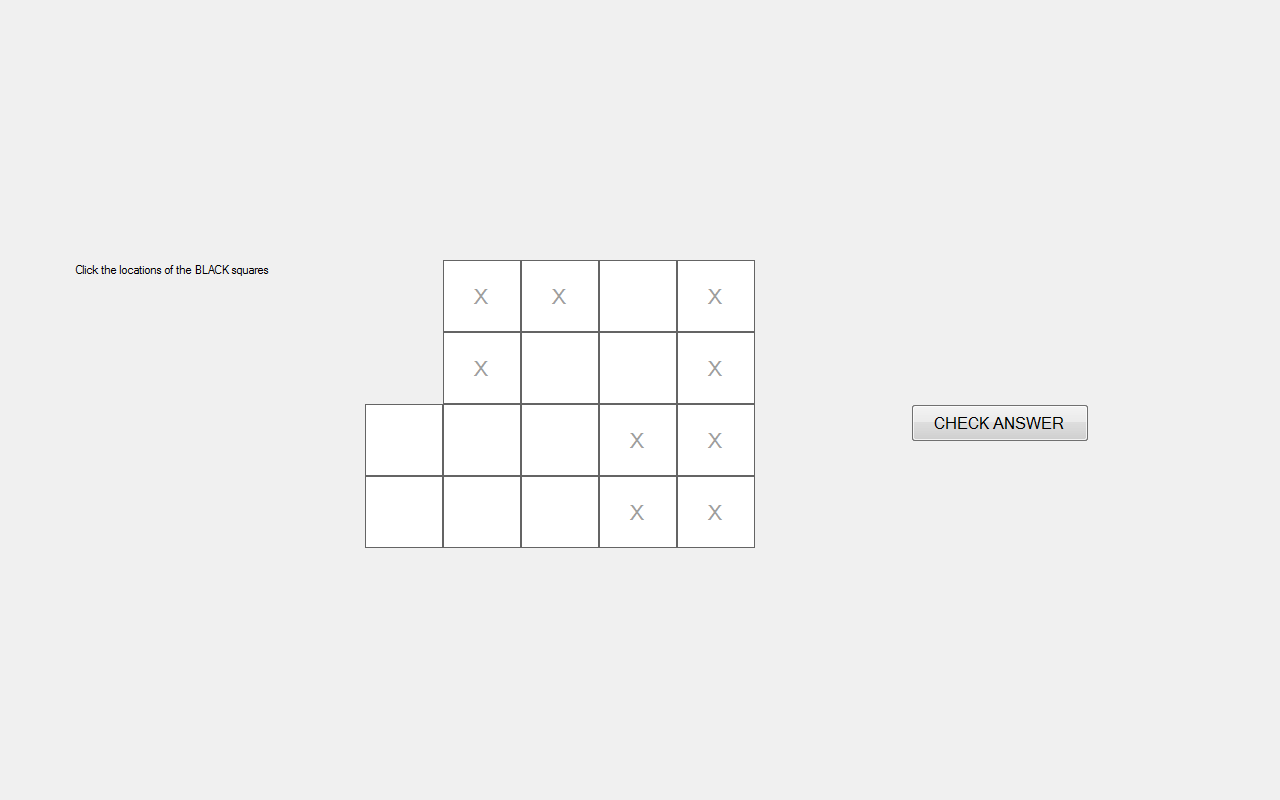 Click the locations of the BLACK squares
X X X
X X
X X
CHECK ANSWER
X X